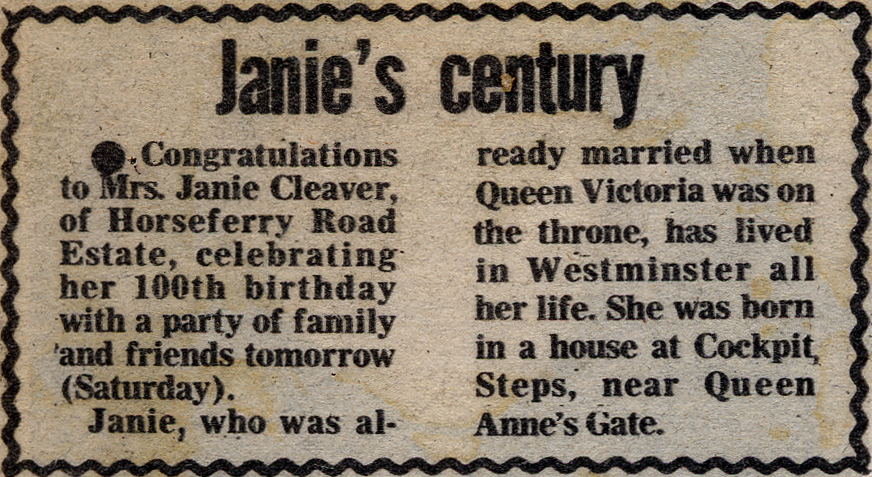 Janie's century
● Congratulations
to Mrs. Janie Cleaver,
of Horseferry Road
Estate, celebrating
her 100th birthday
with a party of family
and friends tomorrow
(Saturday).
Janie, who was al-
ready married when
Queen Victoria was on
the throne, has lived
in Westminster all
her life. She was born
in a house at Cockpit
Steps, near Queen
Anne's Gate.